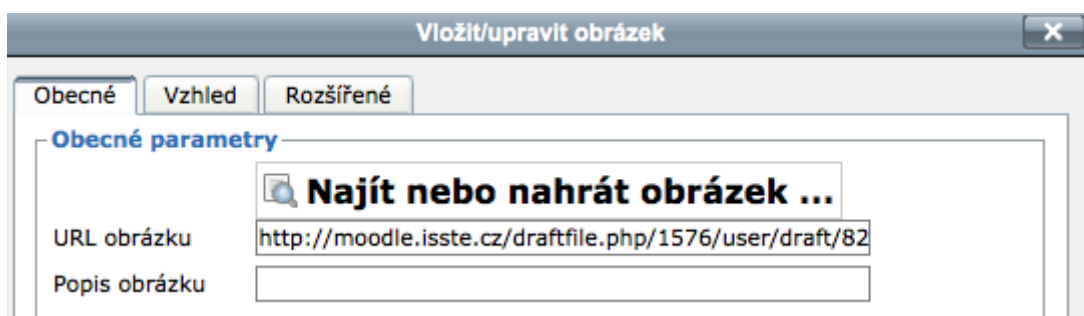 Vložit/upravit obrázek
Obecné Vzhled Rozšířené
Obecné parametry
Najít nebo nahrát obrázek ...
URL obrázku http://moodle.isste.cz/draftfile.php/1576/user/draft/82
Popis obrázku